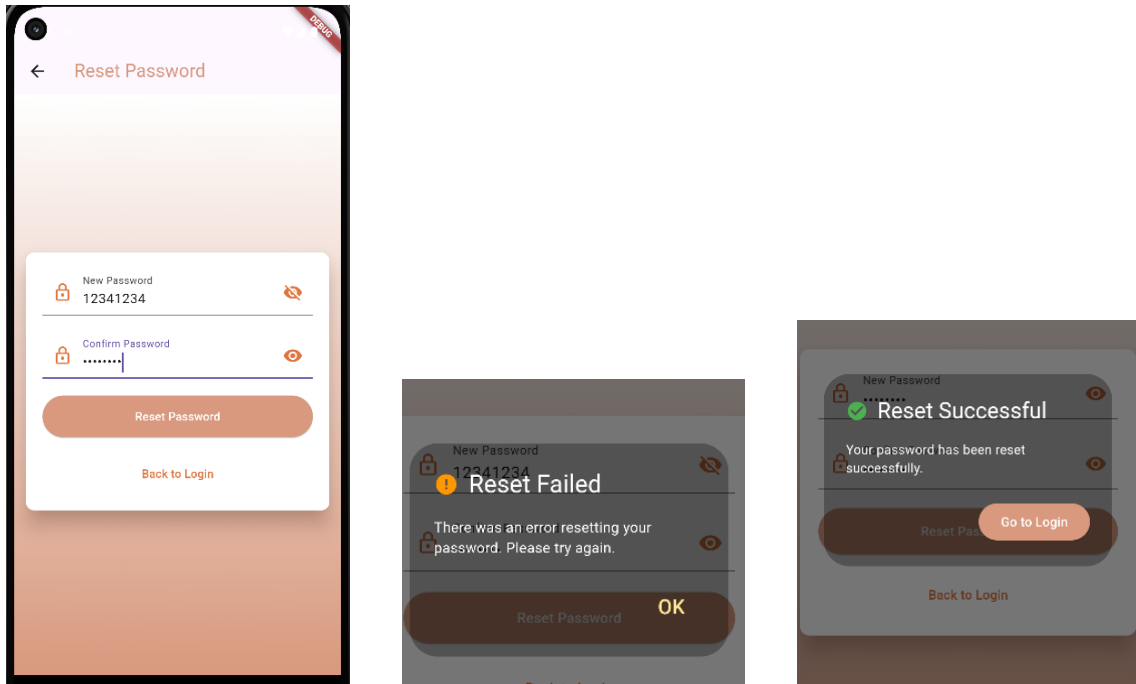 DEBUG
Reset Password
New Password
12341234
Confirm Password
••••••••
Reset Password
Back to Login
New Password
12341234
Reset Failed
There was an error resetting your
password. Please try again.
OK
Reset Password
New Password
••••••••
Reset Successful
Your password has been reset
successfully.
Go to Login
Reset Pas
Back to Login